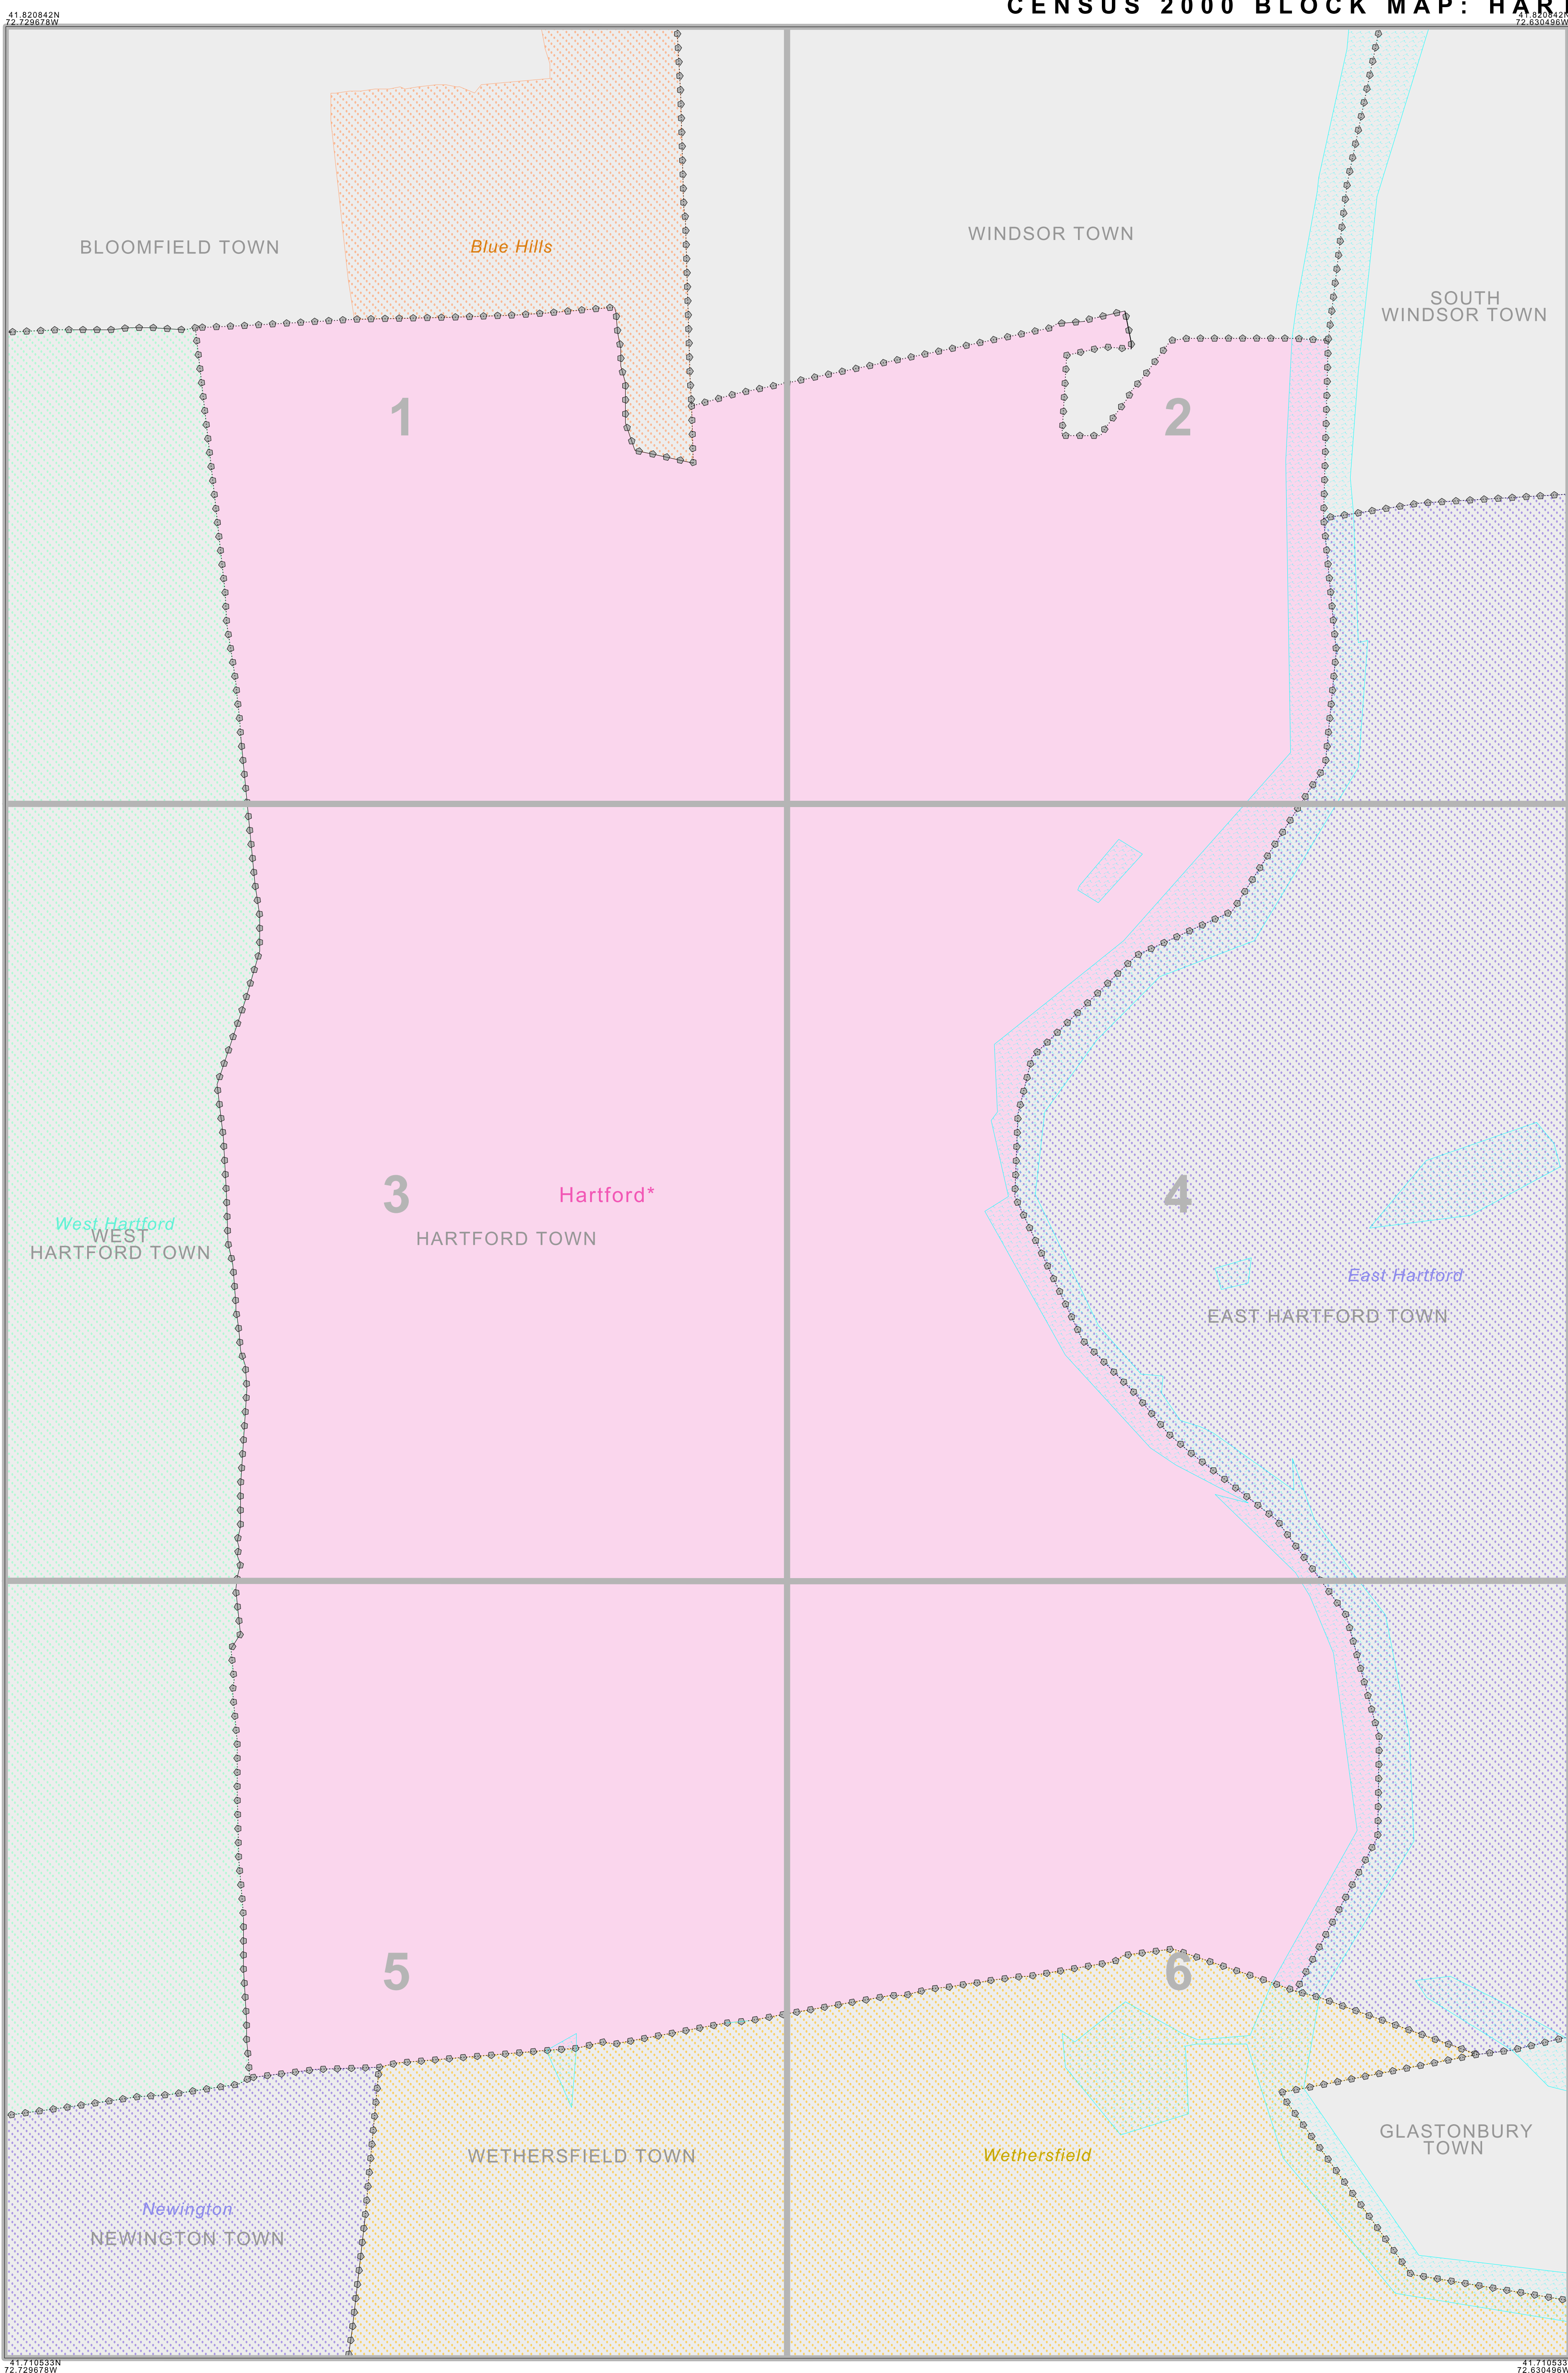 CENSUS 2000 BLOCK MAP: HAR
41.820842N
72.729678W
41.820842N
72.630496W
BLOOMFIELD TOWN
Blue Hills
WINDSOR TOWN
SOUTH
WINDSOR TOWN
1
2
3
Hartford*
4
West Hartford
WEST
HARTFORD TOWN
HARTFORD TOWN
East Hartford
EAST HARTFORD TOWN
5
6
GLASTONBURY
TOWN
WETHERSFIELD TOWN
Wethersfield
Newington
NEWINGTON TOWN
41.710533N
72.729678W
41.710533
72.630496W